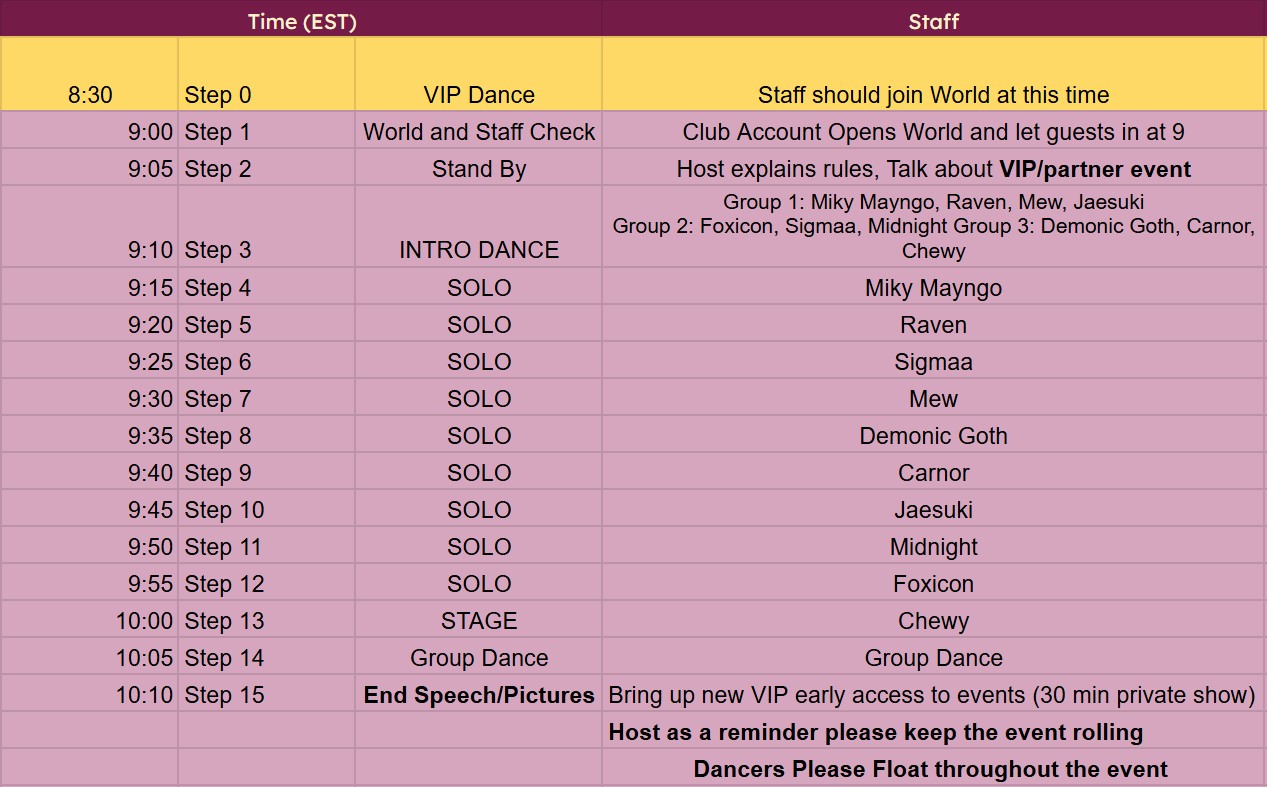 Time (EST) Staff
8:30 Step 0 VIP Dance Staff should join World at this time
9:00 Step 1 World and Staff Check Club Account Opens World and let guests in at 9
9:05 Step 2 Stand By Host explains rules, Talk about VIP/partner event
Group 1: Miky Mayngo, Raven, Mew, Jaesuki
Group 2: Foxicon, Sigmaa, Midnight Group 3: Demonic Goth, Carnor,
9:10 Step 3 INTRO DANCE Chewy
9:15 Step 4 SOLO Miky Mayngo
9:20 Step 5 SOLO Raven
9:25 Step 6 SOLO Sigmaa
9:30 Step 7 SOLO Mew
9:35 Step 8 SOLO Demonic Goth
9:40 Step 9 SOLO Carnor
9:45 Step 10 SOLO Jaesuki
9:50 Step 11 SOLO Midnight
9:55 Step 12 SOLO Foxicon
10:00 Step 13 STAGE Chewy
10:05 Step 14 Group Dance Group Dance
10:10 Step 15 End Speech/Pictures Bring up new VIP early access to events (30 min private show)
Host as a reminder please keep the event rolling
Dancers Please Float throughout the event